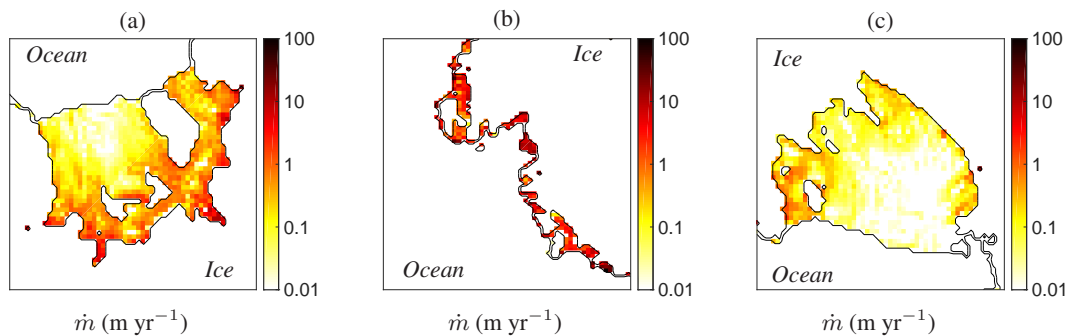 (a) (b) (c)
Ocean 100 Ice 100 Ice 100
10 10 10
1 1 1
0.1 0.1 0.1
Ice 0.01 Ocean 0.01 Ocean 0.01
ṁ (m yr⁻¹) ṁ (m yr⁻¹) ṁ (m yr⁻¹)